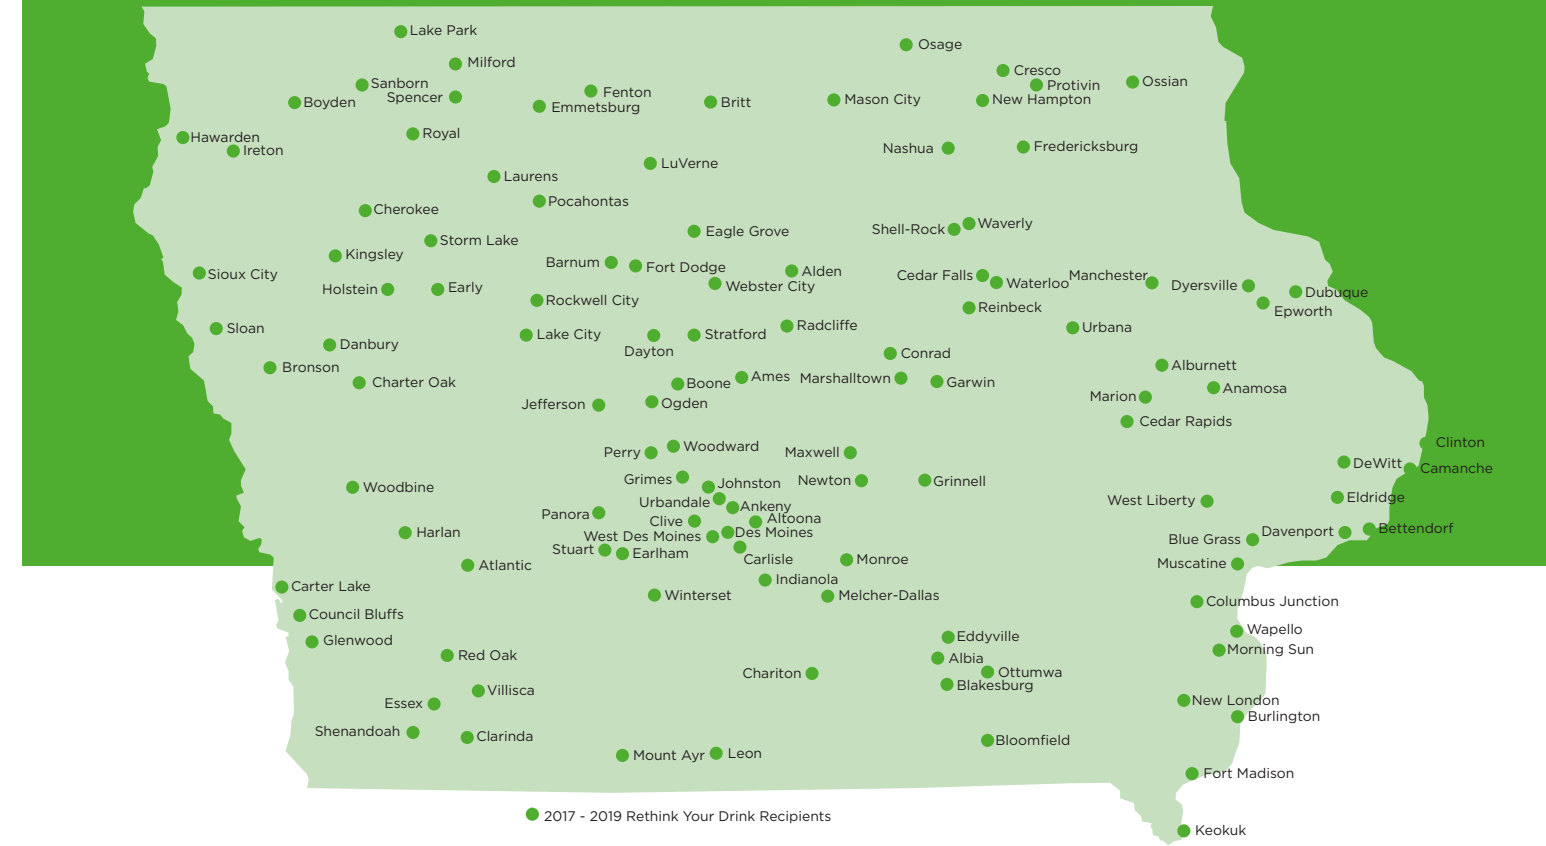 Lake Park
Osage
Milford
Cresco
Sanborn
Protivin
Ossian
Fenton
Spencer
Boyden
Emmetsburg
Britt
Mason City
New Hampton
Hawarden
Royal
Ireton
Nashua
Fredericksburg
LuVerne
Laurens
Pocahontas
Cherokee
Eagle Grove
Shell-Rock
Waverly
Storm Lake
Kingsley
Barnum
Fort Dodge
Alden
Sioux City
Cedar Falls
Waterloo
Manchester
Webster City
Dyersville
Dubuque
Holstein
Early
Rockwell City
Reinbeck
Epworth
Sloan
Lake City
Stratford
Radcliffe
Urbana
Danbury
Dayton
Conrad
Bronson
Alburnett
Charter Oak
Boone
Ames
Marshalltown
Garwin
Anamosa
Jefferson
Ogden
Marion
Cedar Rapids
Clinton
Perry
Woodward
Maxwell
DeWitt
Camanche
Woodbine
Grimes
Johnston
Newton
Grinnell
Urbandale
Ankeny
West Liberty
Eldridge
Panora
Clive
Altoona
Harlan
West Des Moines
Des Moines
Blue Grass
Davenport
Bettendorf
Stuart
Earlham
Carlisle
Monroe
Muscatine
Atlantic
Indianola
Carter Lake
Winterset
Melcher-Dallas
Columbus Junction
Council Bluffs
Wapello
Glenwood
Eddyville
Morning Sun
Red Oak
Albia
Chariton
Ottumwa
Blakesburg
Villisca
Essex
New London
Burlington
Shenandoah
Clarinda
Bloomfield
Mount Ayr
Leon
Fort Madison
2017 - 2019 Rethink Your Drink Recipients
Keokuk